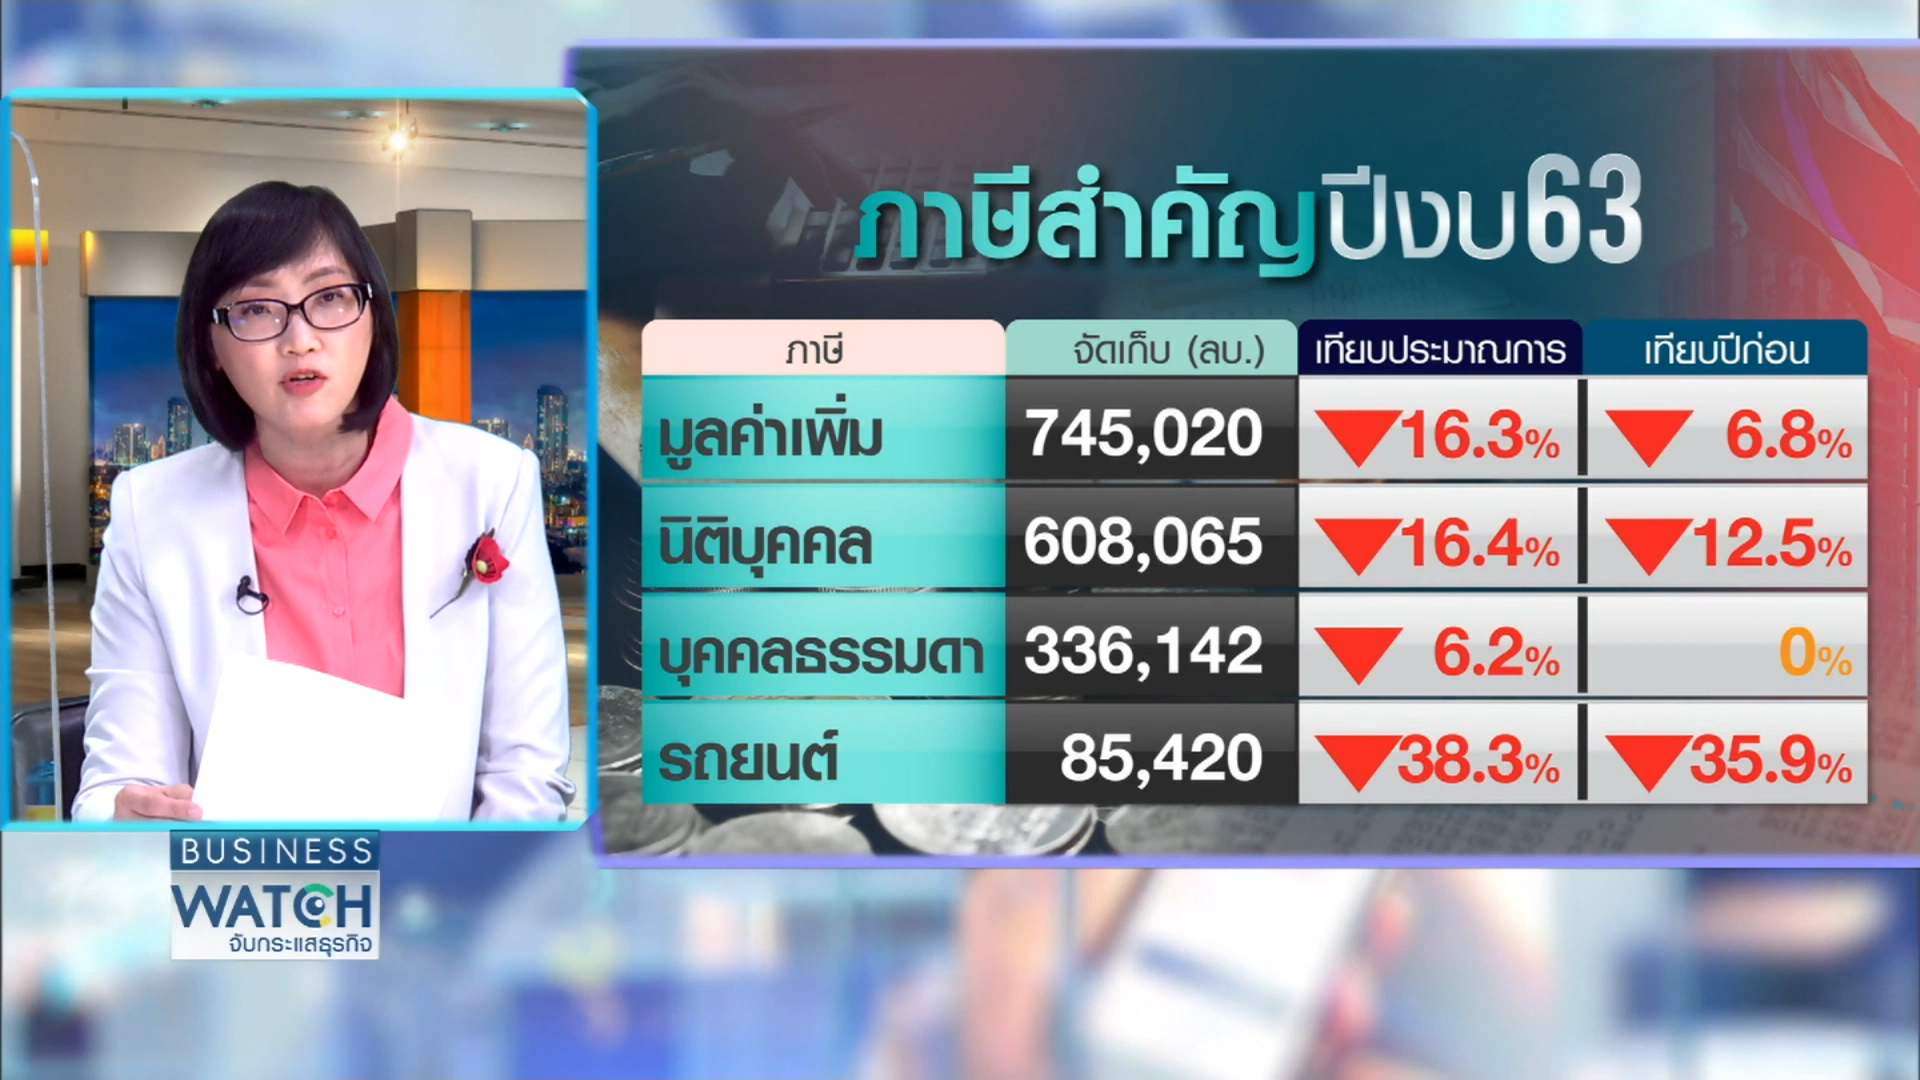 ภาษีสำคัญปีงบ63
ภาษี จัดเก็บ (ลบ.) เทียบประมาณการ เทียบปีก่อน
มูลค่าเพิ่ม 745,020 ▼16.3% ▼ 6.8%
นิติบุคคล 608,065 ▼16.4% ▼12.5%
บุคคลธรรมดา 336,142 ▼ 6.2% 0%
รถยนต์ 85,420 ▼38.3% ▼35.9%
BUSINESS
WATCH
จับกระแสธุรกิจ